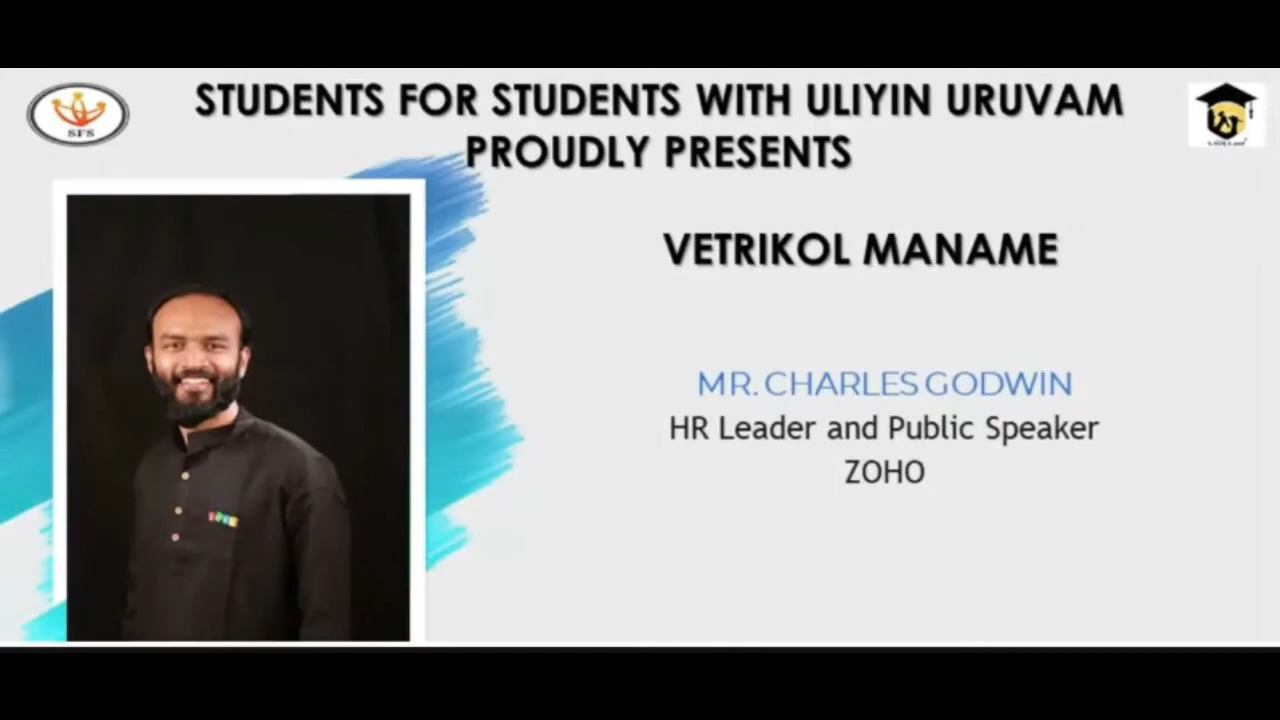 STUDENTS FOR STUDENTS WITH ULIYIN URUVAM
PROUDLY PRESENTS
SFS
VETRIKOL MANAME
MR. CHARLES GODWIN
HR Leader and Public Speaker
ZOHO